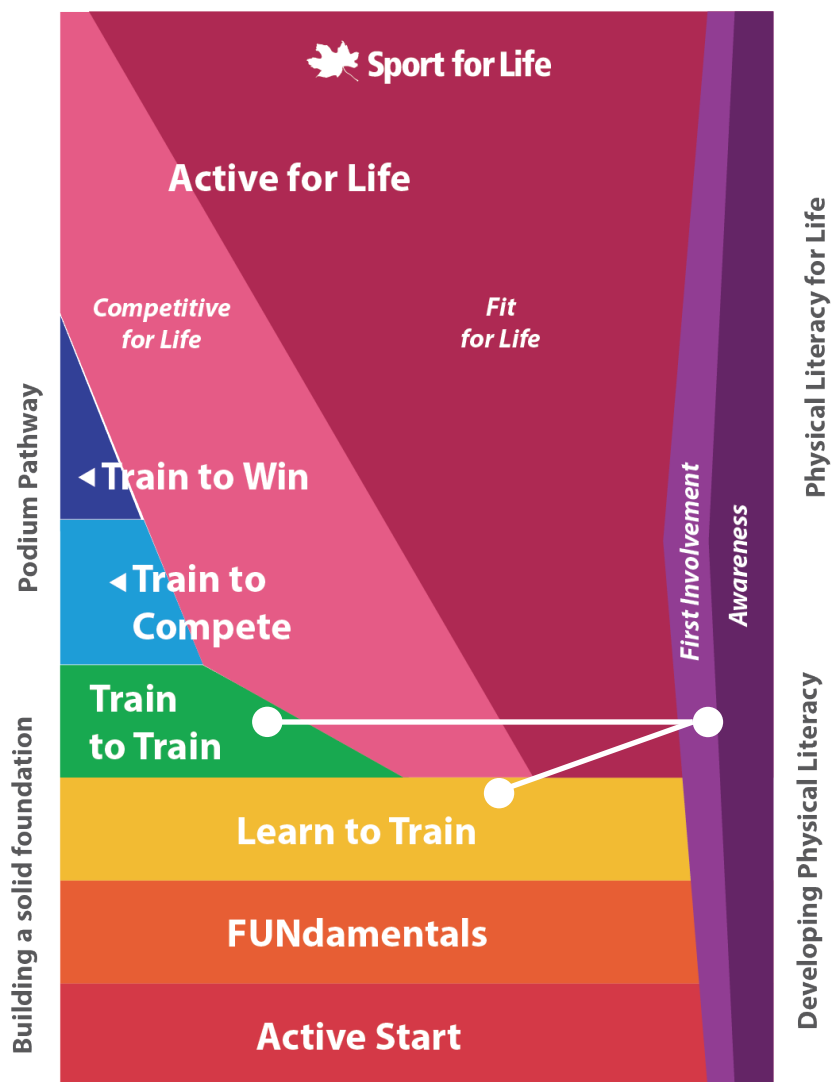 Sport for Life
Active for Life
Competitive
for Life
Fit
for Life
Train to Win
Train to
Compete
Train
to Train
Learn to Train
FUNdamentals
Active Start
First Involvement
Awareness
Podium Pathway
Building a solid foundation
Physical Literacy for Life
Developing Physical Literacy